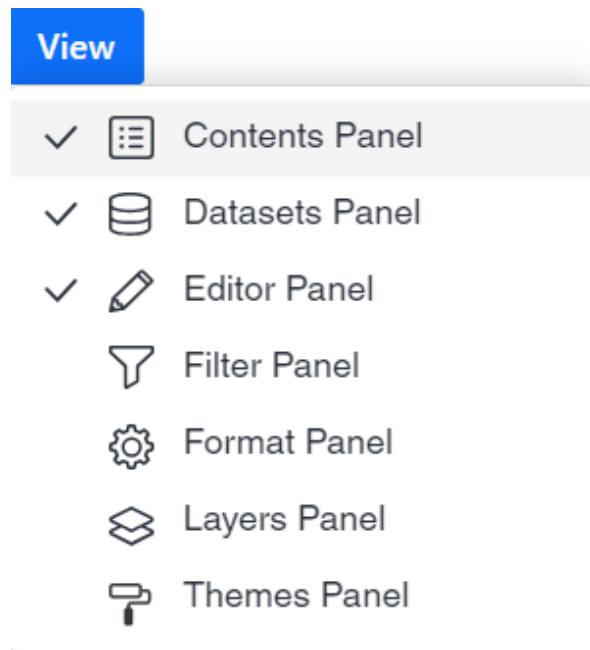 View
Contents Panel
Datasets Panel
Editor Panel
Filter Panel
Format Panel
Layers Panel
Themes Panel